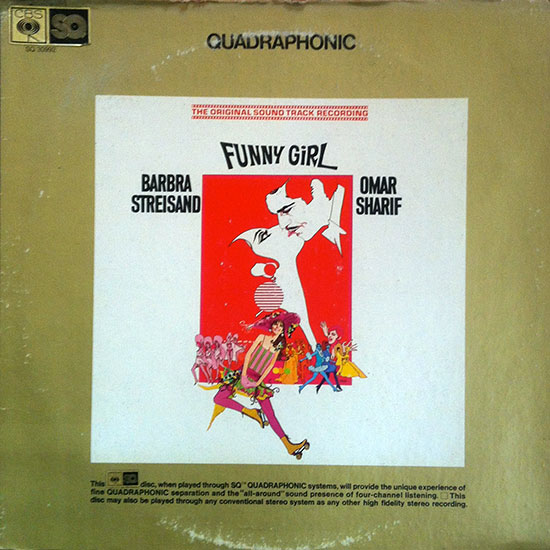 CBS SQ
SQ 30992
QUADRAPHONIC
THE ORIGINAL SOUND TRACK RECORDING
FUNNY GiRL
BARBRA STREISAND
OMAR SHARIF
This SQ disc, when played through SQ™ QUADRAPHONIC systems, will provide the unique experience of
fine QUADRAPHONIC separation and the "all-around" sound presence of four-channel listening. □ This
disc may also be played through any conventional stereo system as any other high fidelity stereo recording.